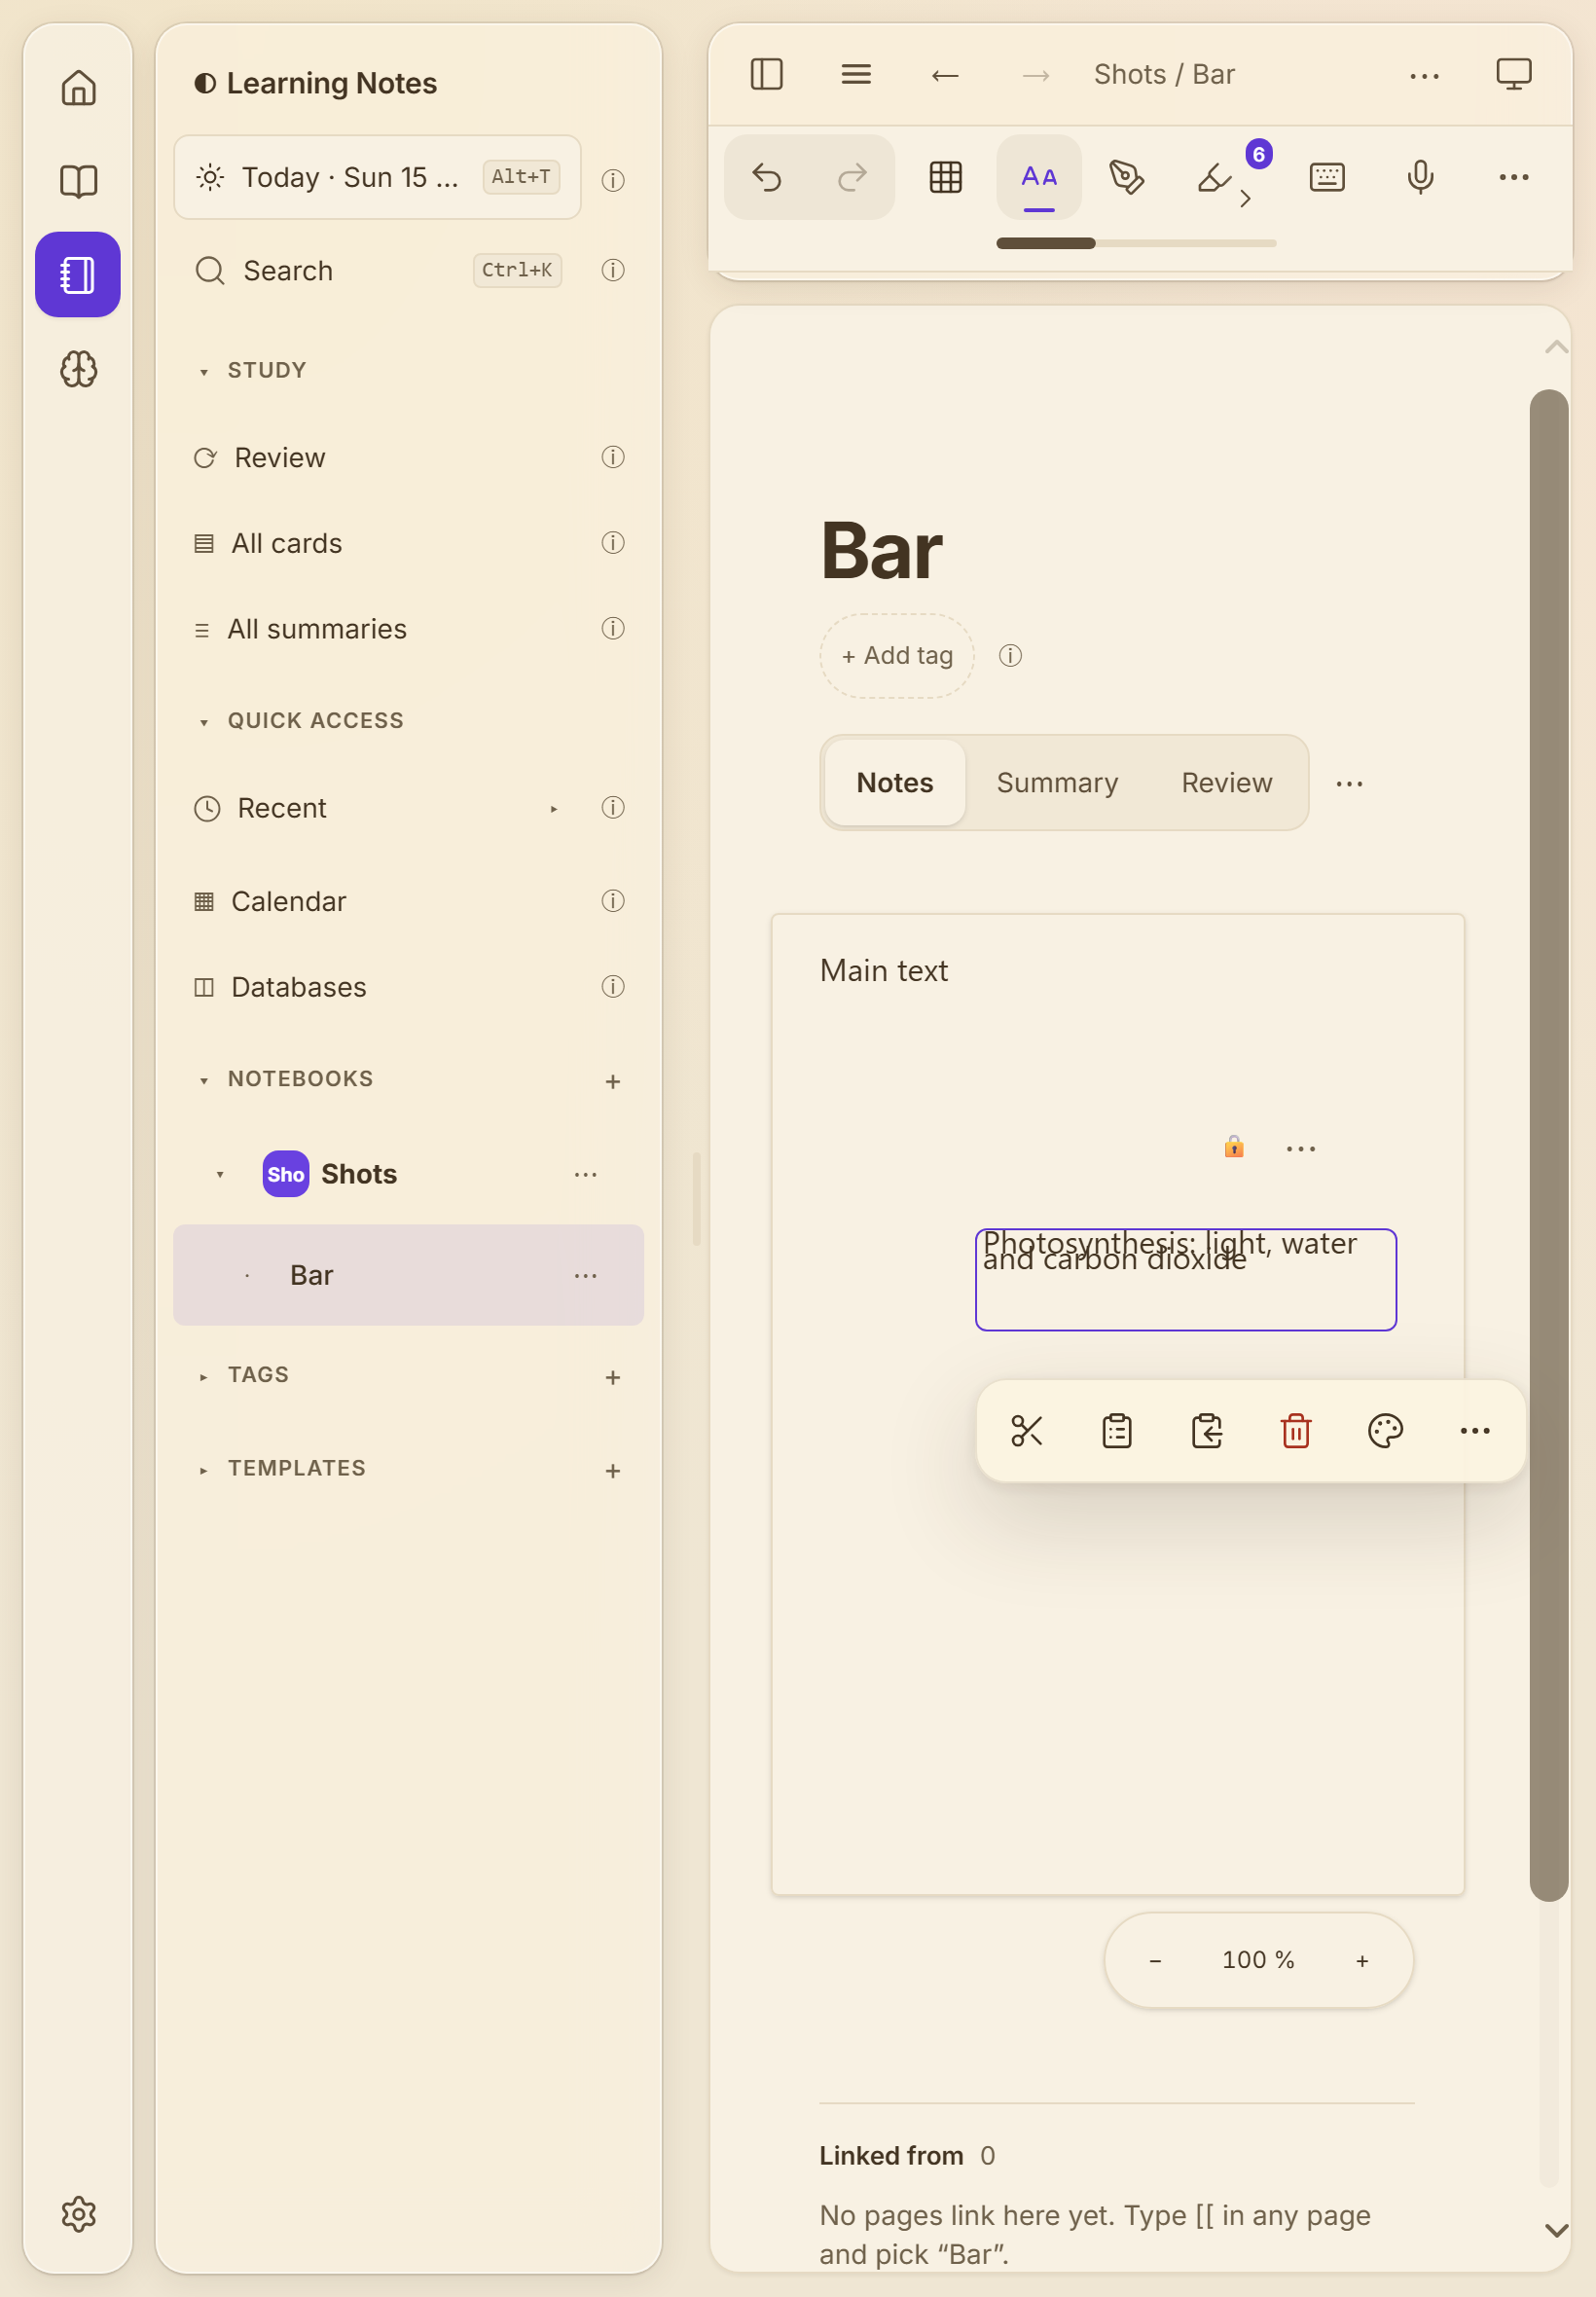 Learning Notes
Today · Sun 15 ... Alt+T
Search Ctrl+K
STUDY
Review
All cards
All summaries
QUICK ACCESS
Recent
Calendar
Databases
NOTEBOOKS
Sho Shots
Bar
TAGS
TEMPLATES
Shots / Bar
6
Bar
+ Add tag
Notes Summary Review
Main text
Photosynthesis: light, water
and carbon dioxide
− 100 % +
Linked from 0
No pages link here yet. Type [[ in any page
and pick “Bar”.